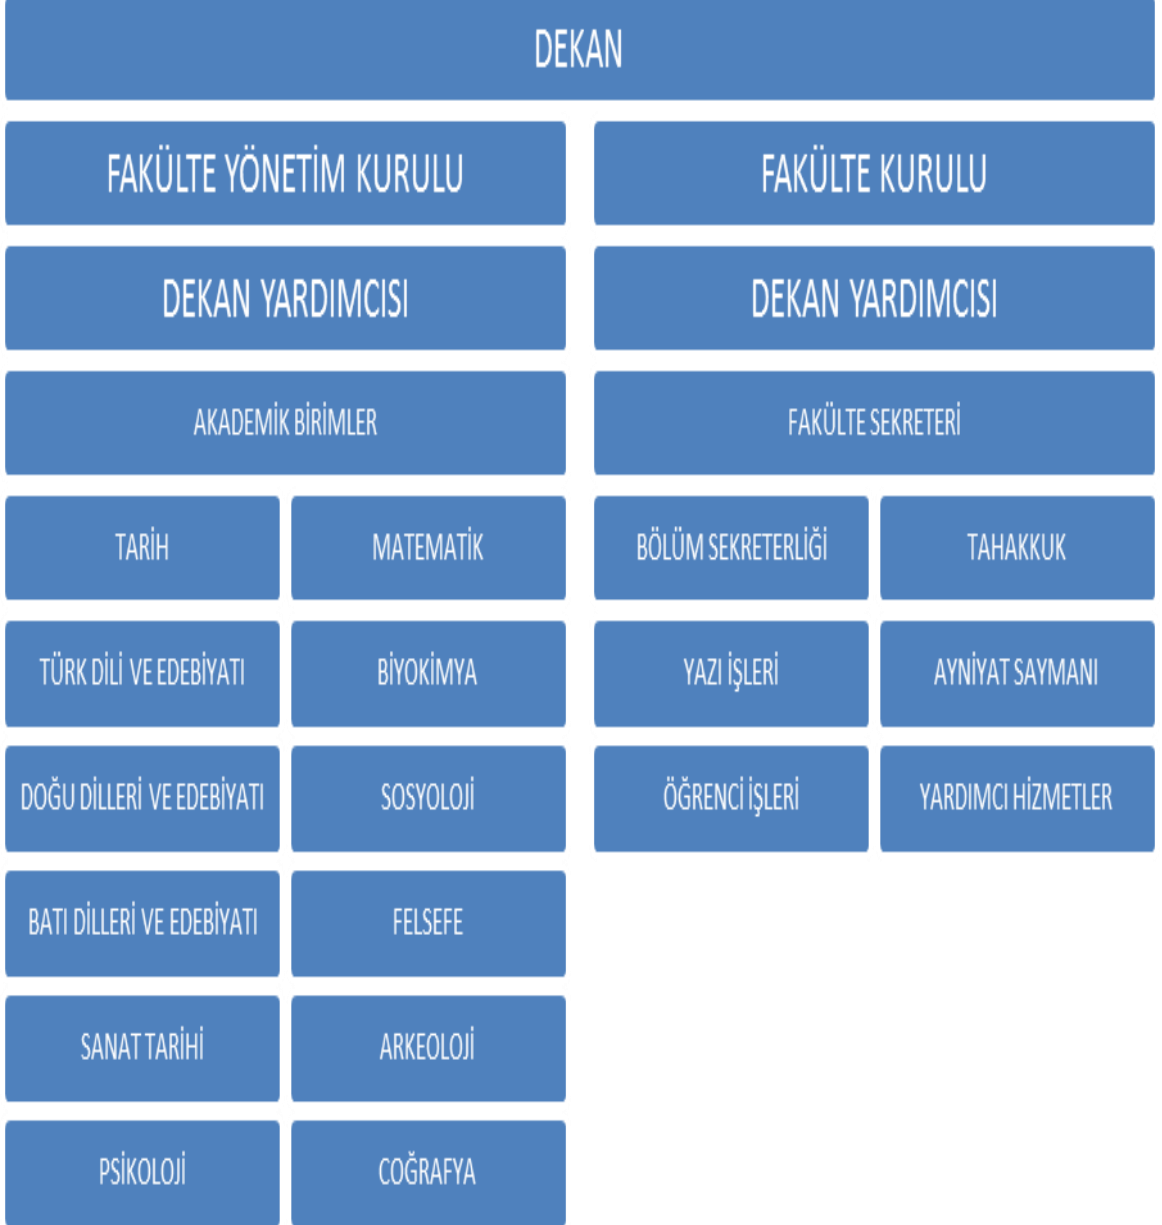 DEKAN
FAKÜLTE YÖNETİM KURULU
FAKÜLTE KURULU
DEKAN YARDIMCISI
DEKAN YARDIMCISI
AKADEMİK BİRİMLER
FAKÜLTE SEKRETERİ
TARİH
MATEMATİK
BÖLÜM SEKRETERLİĞİ
TAHAKKUK
TÜRK DİLİ VE EDEBİYATI
BİYOKİMYA
YAZI İŞLERİ
AYNİYAT SAYMANI
DOĞU DİLLERİ VE EDEBİYATI
SOSYOLOJİ
ÖĞRENCİ İŞLERİ
YARDIMCI HİZMETLER
BATI DİLLERİ VE EDEBİYATI
FELSEFE
SANAT TARİHİ
ARKEOLOJİ
PSİKOLOJİ
COĞRAFYA